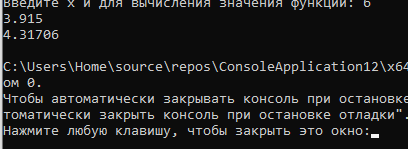 Введите x и для вычисления значения функции: 6
3.915
4.31706
C:\Users\Home\source\repos\ConsoleApplication12\x64
ом 0.
Чтобы автоматически закрывать консоль при остановке
томатически закрыть консоль при остановке отладки".
Нажмите любую клавишу, чтобы закрыть это окно: